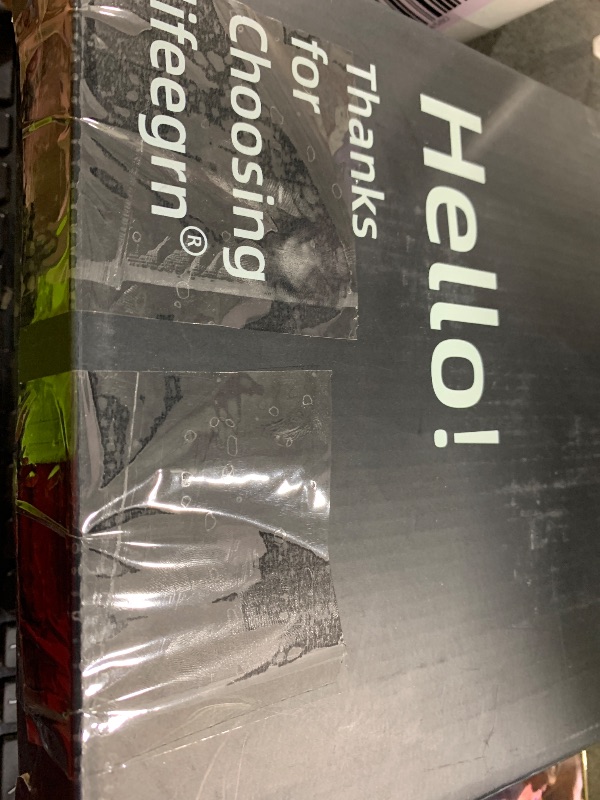 Hello!
Thanks
for
Choosing
lifeegrn®